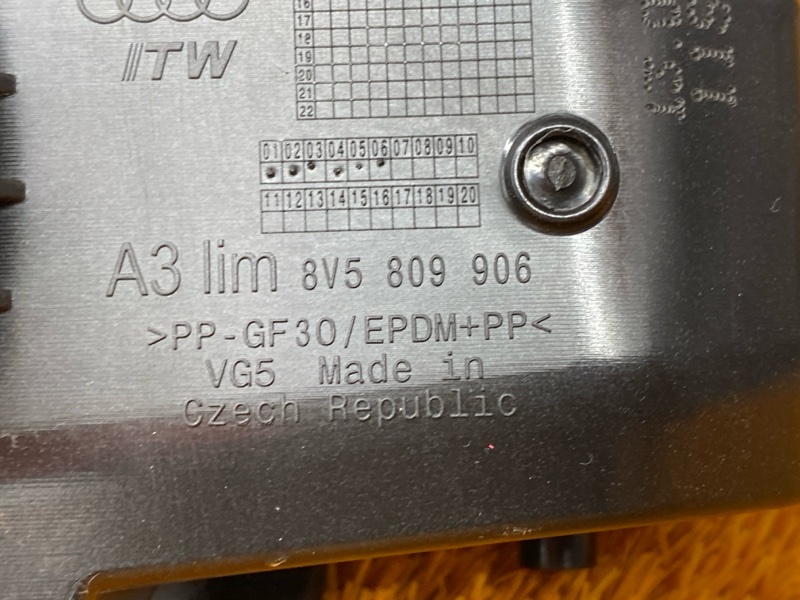 ITW
16
17
18
19
20
21
22
01 02 03 04 05 06 07 08 09 10
11 12 13 14 15 16 17 18 19 20
A3 lim 8V5 809 906
>PP-GF30/EPDM+PP<
VG5 Made in
Czech Republic